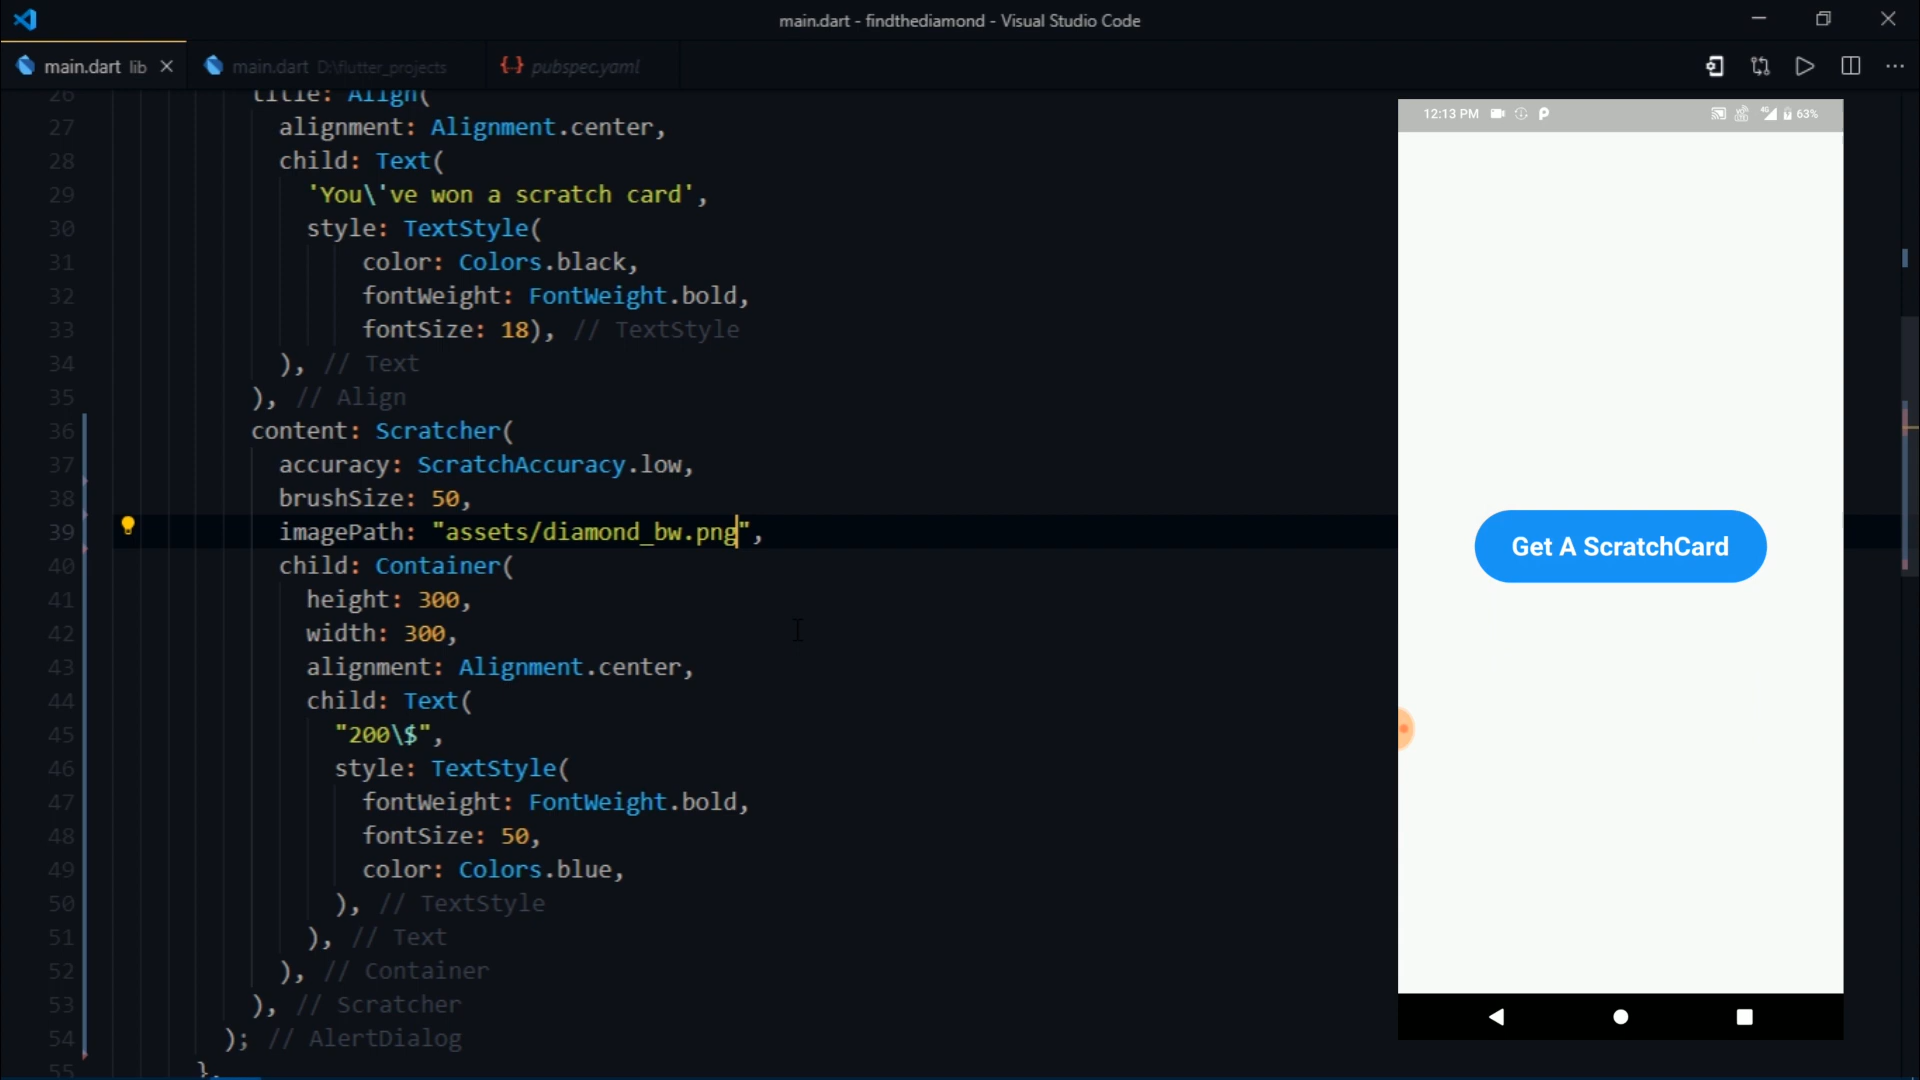 main.dart - findthediamond - Visual Studio Code
main.dart lib
main.dart D:\flutter_projects
pubspec.yaml
26 title: Align(
27 alignment: Alignment.center,
28 child: Text(
29 'You\'ve won a scratch card',
30 style: TextStyle(
31 color: Colors.black,
32 fontWeight: FontWeight.bold,
33 fontSize: 18), // TextStyle
34 ), // Text
35 ), // Align
36 content: Scratcher(
37 accuracy: ScratchAccuracy.low,
38 brushSize: 50,
39 imagePath: "assets/diamond_bw.png",
40 child: Container(
41 height: 300,
42 width: 300,
43 alignment: Alignment.center,
44 child: Text(
45 "200\$",
46 style: TextStyle(
47 fontWeight: FontWeight.bold,
48 fontSize: 50,
49 color: Colors.blue,
50 ), // TextStyle
51 ), // Text
52 ), // Container
53 ), // Scratcher
54 ); // AlertDialog
55 },
12:13 PM
4G
63%
Get A ScratchCard